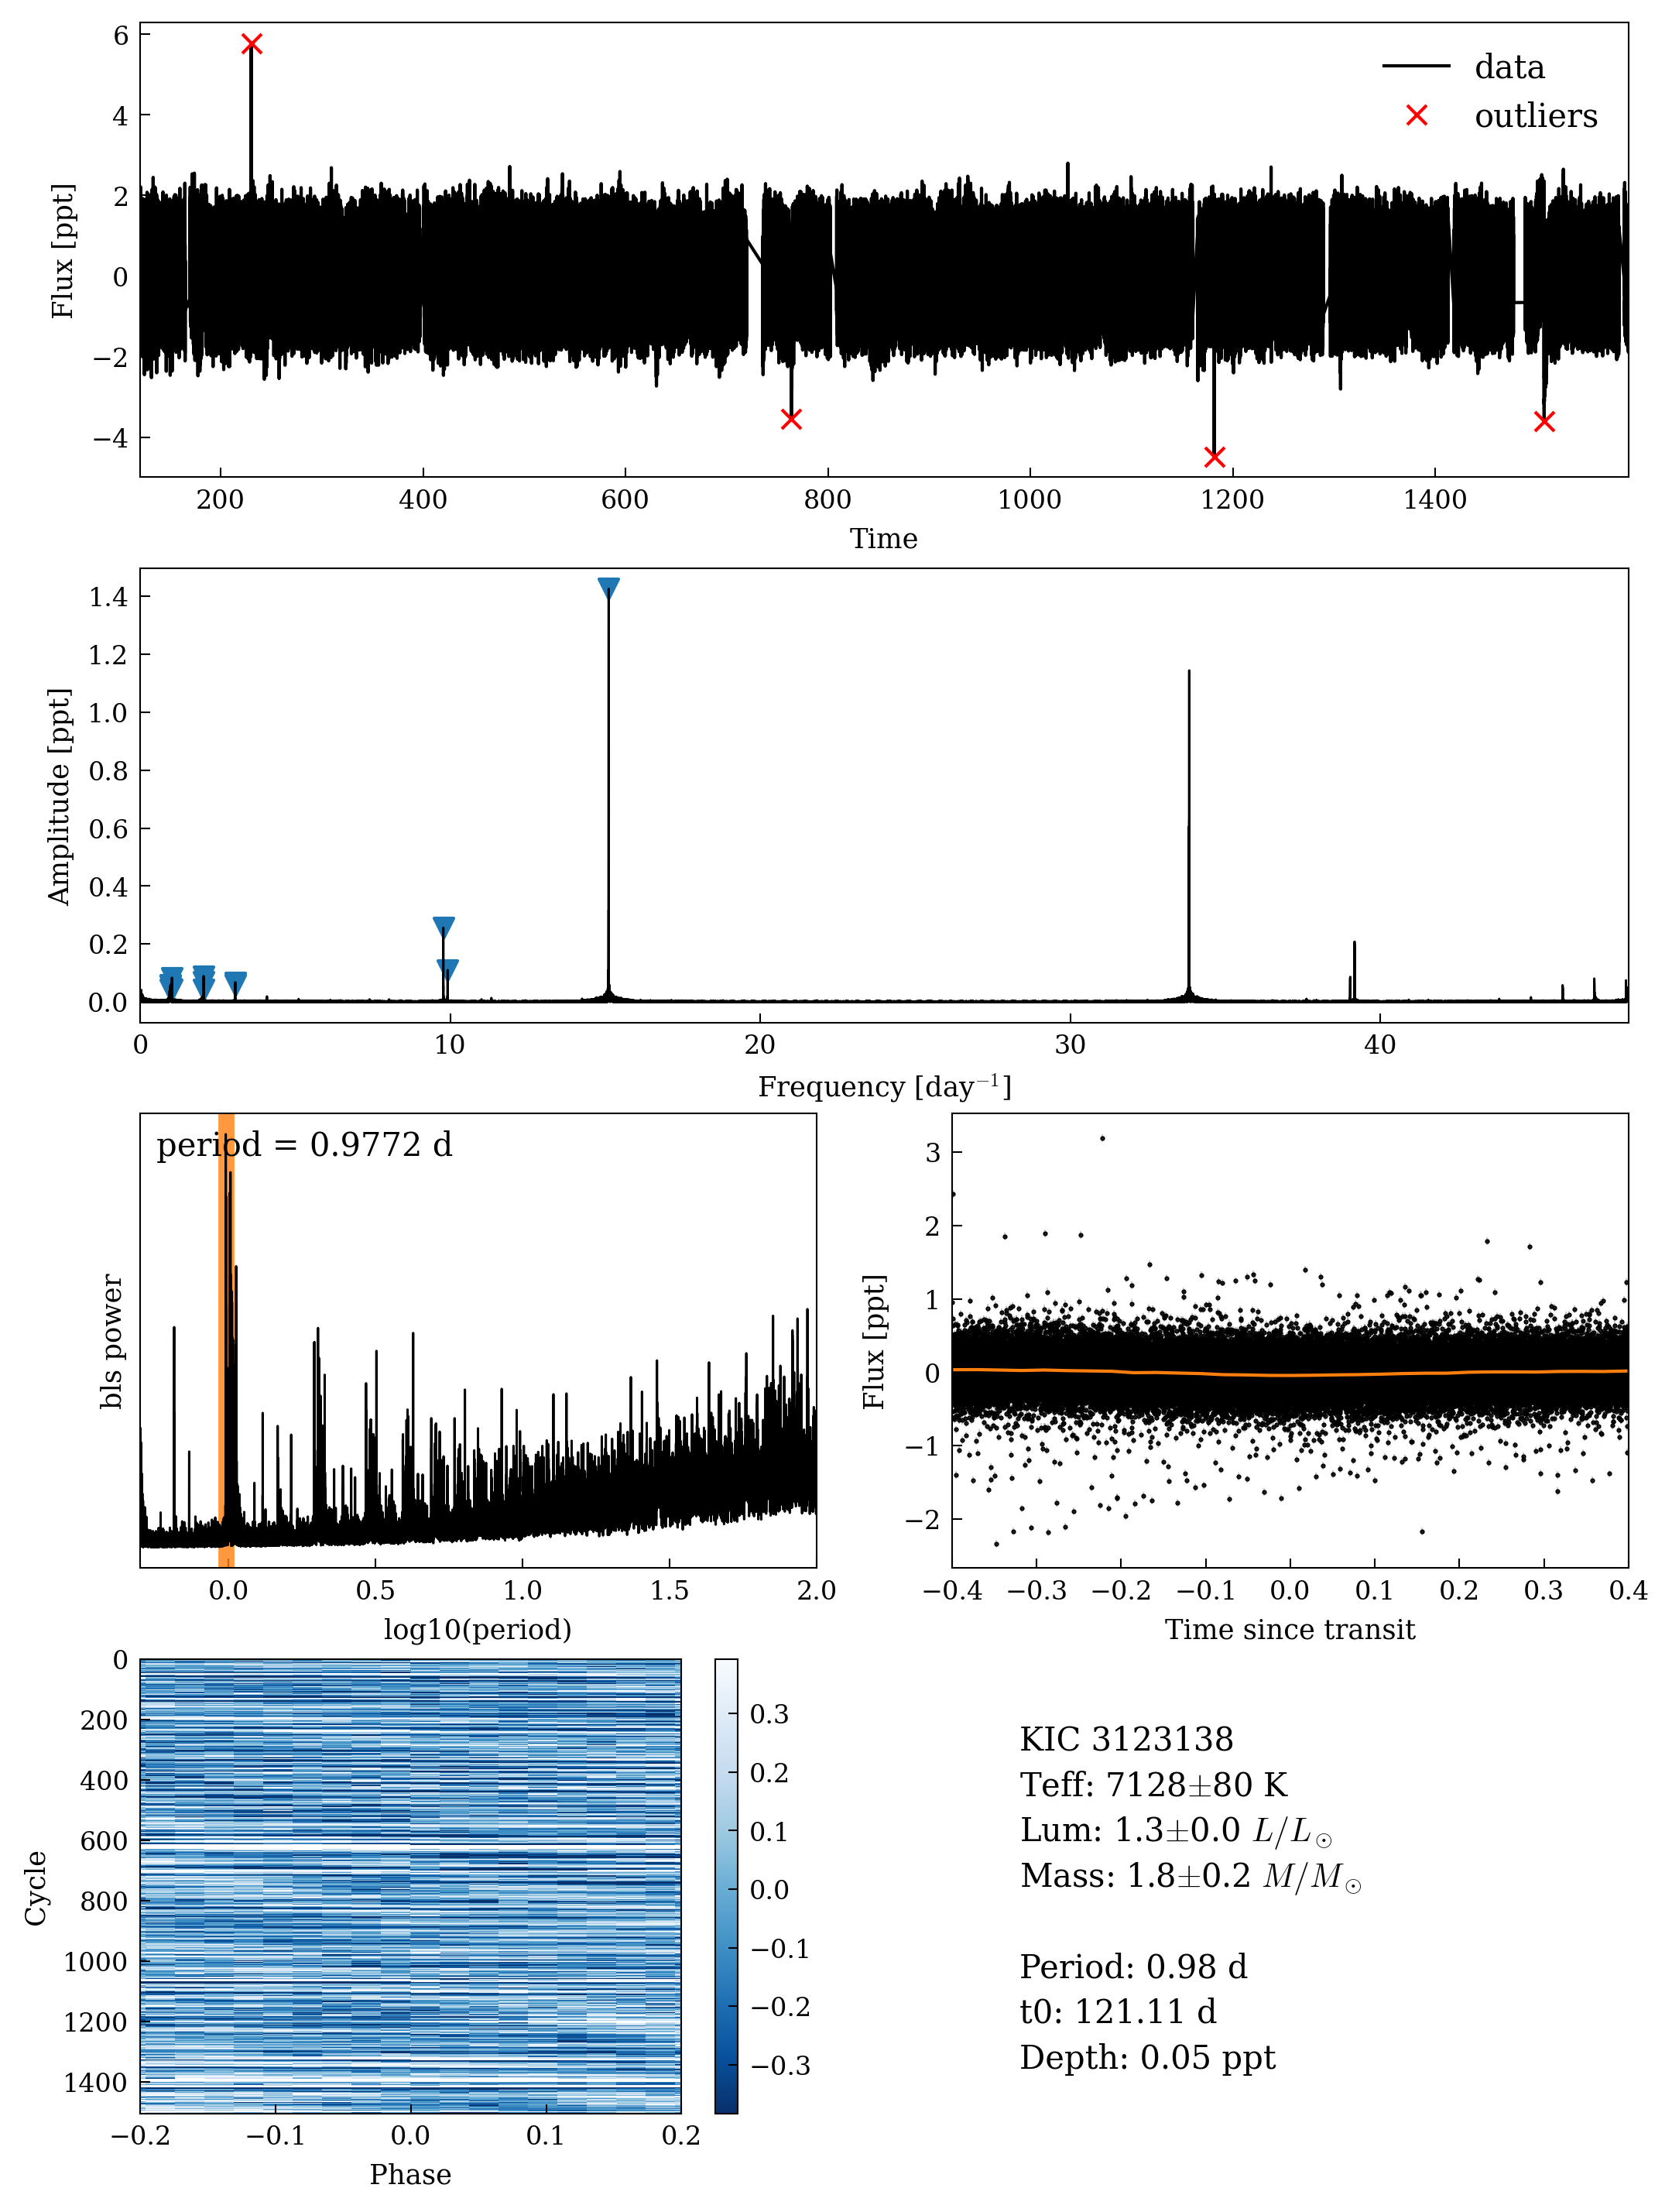 6
4
2
0
−2
−4
Flux [ppt]
data
outliers
200 400 600 800 1000 1200 1400
Time
1.4
1.2
1.0
0.8
0.6
0.4
0.2
0.0
Amplitude [ppt]
0 10 20 30 40
Frequency [day⁻¹]
period = 0.9772 d
bls power
0.0 0.5 1.0 1.5 2.0
log10(period)
3
2
1
0
−1
−2
Flux [ppt]
−0.4 −0.3 −0.2 −0.1 0.0 0.1 0.2 0.3 0.4
Time since transit
0
200
400
600
800
1000
1200
1400
Cycle
−0.2 −0.1 0.0 0.1 0.2
Phase
0.3
0.2
0.1
0.0
−0.1
−0.2
−0.3
KIC 3123138
Teff: 7128±80 K
Lum: 1.3±0.0 L/L☉
Mass: 1.8±0.2 M/M☉
Period: 0.98 d
t0: 121.11 d
Depth: 0.05 ppt